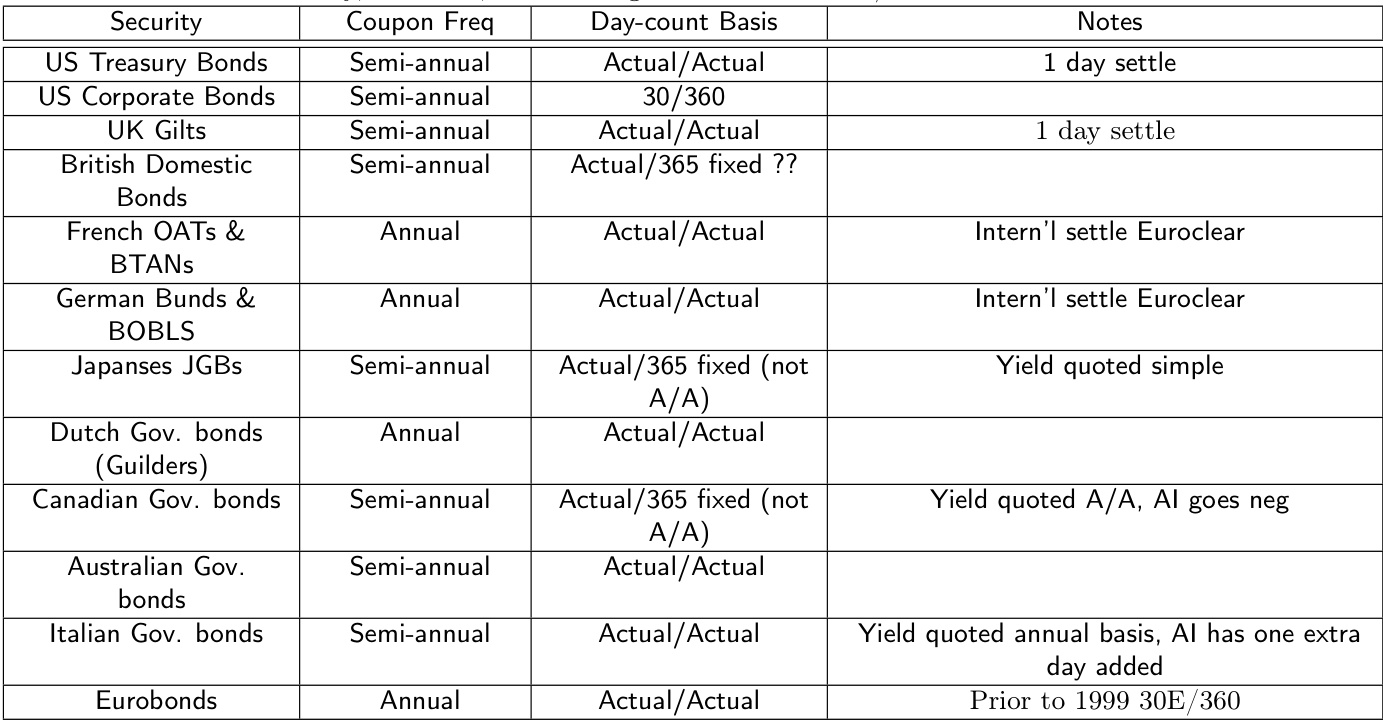 Security Coupon Freq Day-count Basis Notes
US Treasury Bonds Semi-annual Actual/Actual 1 day settle
US Corporate Bonds Semi-annual 30/360
UK Gilts Semi-annual Actual/Actual 1 day settle
British Domestic Semi-annual Actual/365 fixed ??
Bonds
French OATs & Annual Actual/Actual Intern'l settle Euroclear
BTANs
German Bunds & Annual Actual/Actual Intern'l settle Euroclear
BOBLS
Japanses JGBs Semi-annual Actual/365 fixed (not Yield quoted simple
A/A)
Dutch Gov. bonds Annual Actual/Actual
(Guilders)
Canadian Gov. bonds Semi-annual Actual/365 fixed (not Yield quoted A/A, AI goes neg
A/A)
Australian Gov. Semi-annual Actual/Actual
bonds
Italian Gov. bonds Semi-annual Actual/Actual Yield quoted annual basis, AI has one extra
day added
Eurobonds Annual Actual/Actual Prior to 1999 30E/360